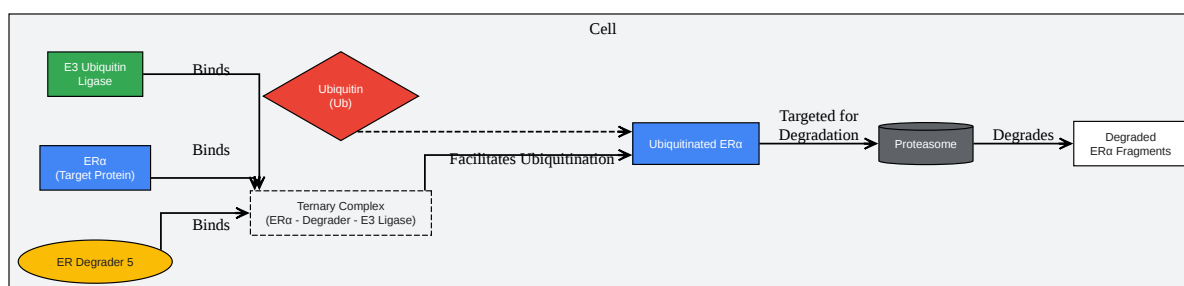 Cell
E3 Ubiquitin
Ligase
Binds
Ubiquitin
(Ub)
ERα
(Target Protein)
Binds
Ternary Complex
(ERα - Degrader - E3 Ligase)
ER Degrader 5
Binds
Facilitates Ubiquitination
Ubiquitinated ERα
Targeted for
Degradation
Proteasome
Degrades
Degraded
ERα Fragments